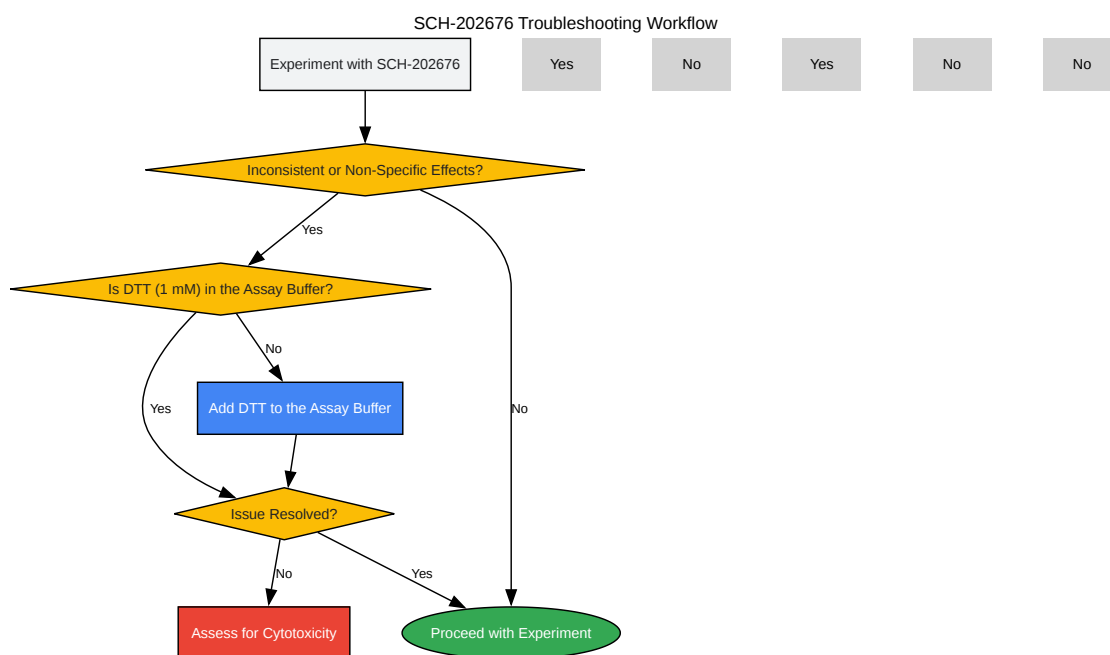 SCH-202676 Troubleshooting Workflow
Experiment with SCH-202676
Yes
No
Yes
No
No
Inconsistent or Non-Specific Effects?
Yes
Is DTT (1 mM) in the Assay Buffer?
No
Yes
Add DTT to the Assay Buffer
No
Issue Resolved?
No
Yes
Assess for Cytotoxicity
Proceed with Experiment